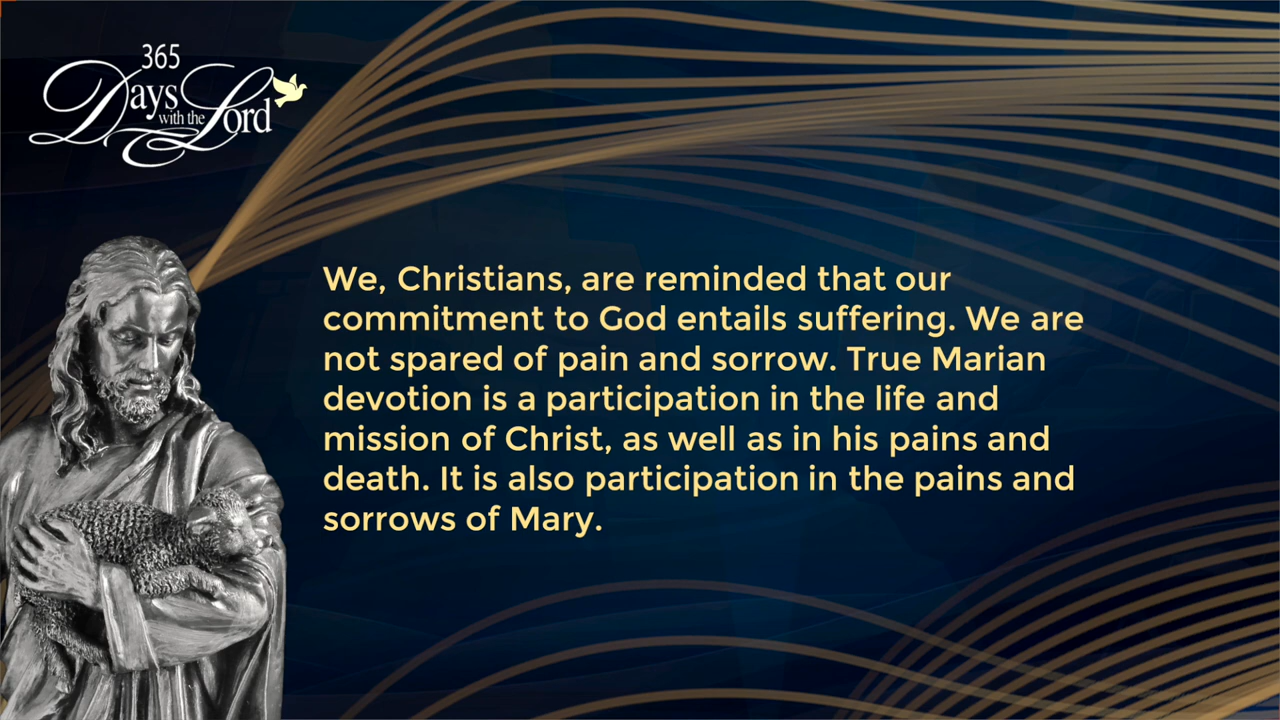 365
Days
with the
Lord
We, Christians, are reminded that our
commitment to God entails suffering. We are
not spared of pain and sorrow. True Marian
devotion is a participation in the life and
mission of Christ, as well as in his pains and
death. It is also participation in the pains and
sorrows of Mary.